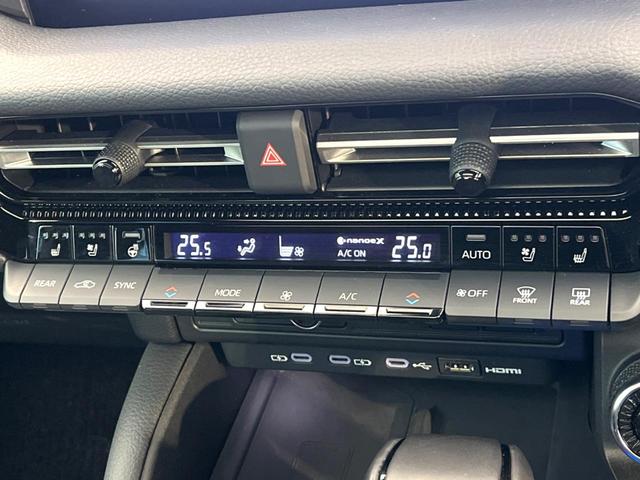 25.5 nanoeX 25.0
A/C ON
AUTO
REAR SYNC MODE A/C OFF FRONT REAR
HDMI